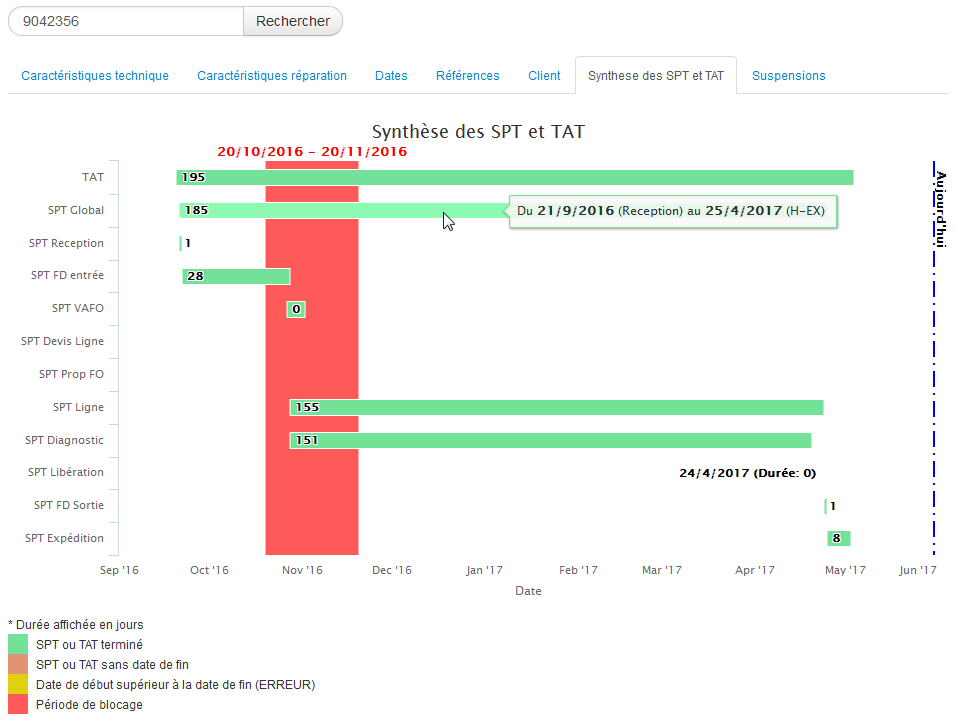 9042356 Rechercher
Caractéristiques technique Caractéristiques réparation Dates Références Client Synthese des SPT et TAT Suspensions
Synthèse des SPT et TAT
20/10/2016 - 20/11/2016
TAT 195
SPT Global 185 Du 21/9/2016 (Reception) au 25/4/2017 (H-EX)
Aujourd'hui
SPT Reception 1
SPT FD entrée 28
SPT VAFO 0
SPT Devis Ligne
SPT Prop FO
SPT Ligne 155
SPT Diagnostic 151
SPT Libération 24/4/2017 (Durée: 0)
SPT FD Sortie 1
SPT Expédition 8
Sep '16 Oct '16 Nov '16 Dec '16 Jan '17 Feb '17 Mar '17 Apr '17 May '17 Jun '17
Date
* Durée affichée en jours
SPT ou TAT terminé
SPT ou TAT sans date de fin
Date de début supérieur à la date de fin (ERREUR)
Période de blocage